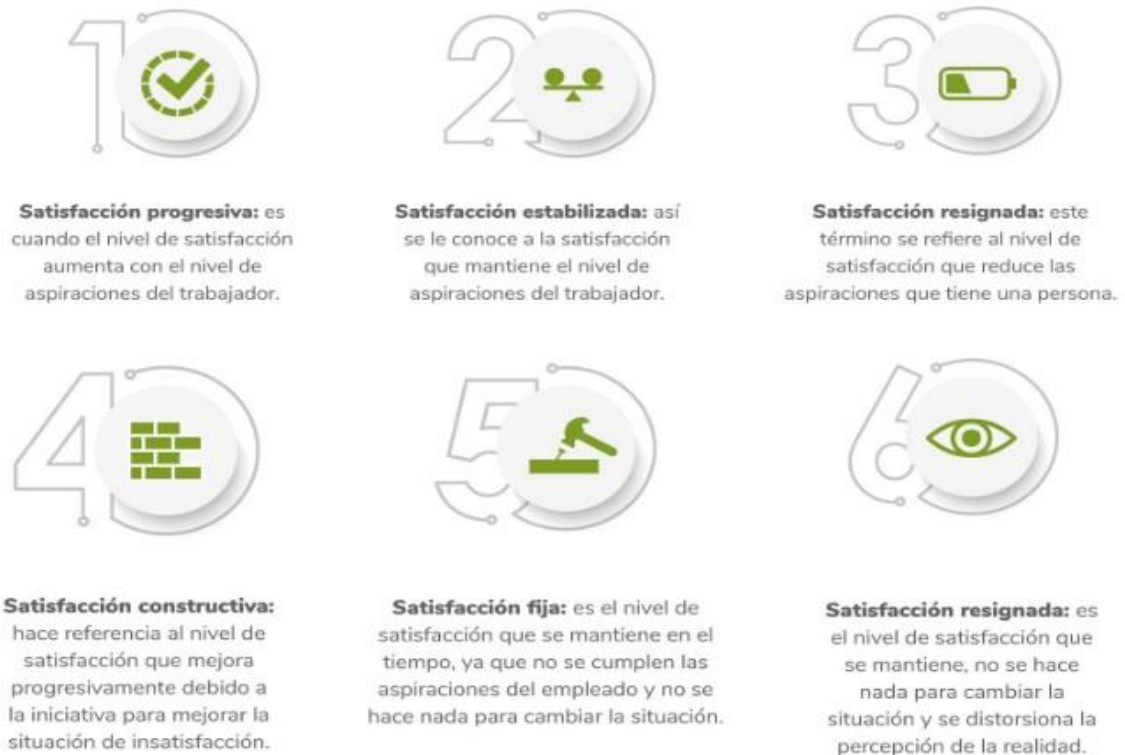 1
2
3
Satisfacción progresiva: es
cuando el nivel de satisfacción
aumenta con el nivel de
aspiraciones del trabajador.
Satisfacción estabilizada: así
se le conoce a la satisfacción
que mantiene el nivel de
aspiraciones del trabajador.
Satisfacción resignada: este
término se refiere al nivel de
satisfacción que reduce las
aspiraciones que tiene una persona.
4
5
6
Satisfacción constructiva:
hace referencia al nivel de
satisfacción que mejora
progresivamente debido a
la iniciativa para mejorar la
situación de insatisfacción.
Satisfacción fija: es el nivel de
satisfacción que se mantiene en el
tiempo, ya que no se cumplen las
aspiraciones del empleado y no se
hace nada para cambiar la situación.
Satisfacción resignada: es
el nivel de satisfacción que
se mantiene, no se hace
nada para cambiar la
situación y se distorsiona la
percepción de la realidad.